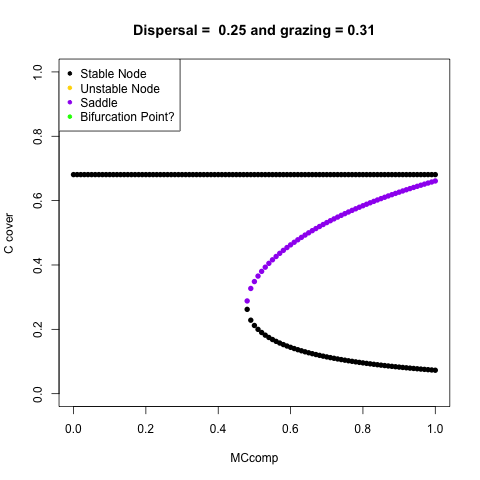 Dispersal =  0.25 and grazing = 0.31
Stable Node
Unstable Node
Saddle
Bifurcation Point?
C cover
1.0
0.8
0.6
0.4
0.2
0.0
0.0 0.2 0.4 0.6 0.8 1.0
MCcomp